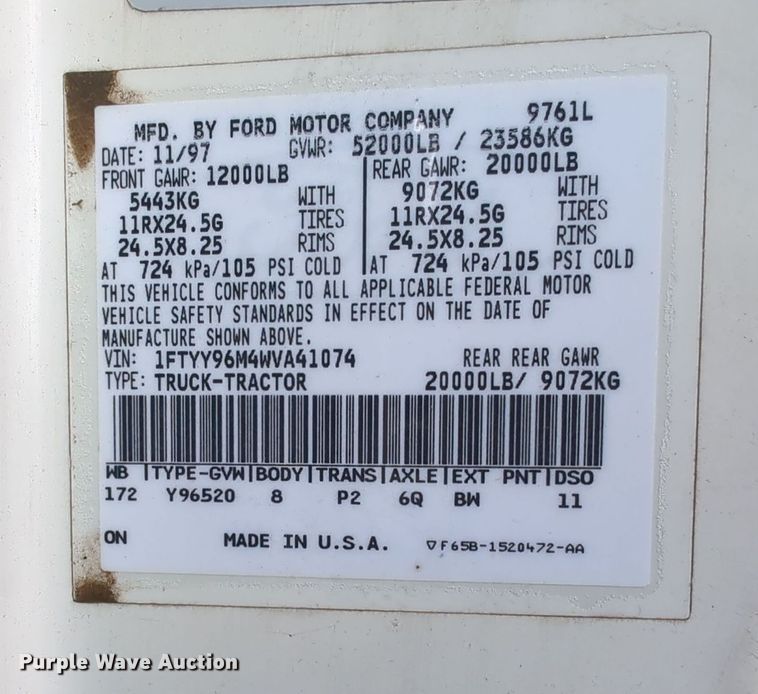 MFD. BY FORD MOTOR COMPANY 9761L
DATE: 11/97 GVWR: 52000LB / 23586KG
FRONT GAWR: 12000LB REAR GAWR: 20000LB
5443KG WITH 9072KG WITH
11RX24.5G TIRES 11RX24.5G TIRES
24.5X8.25 RIMS 24.5X8.25 RIMS
AT 724 kPa/105 PSI COLD AT 724 kPa/105 PSI COLD
THIS VEHICLE CONFORMS TO ALL APPLICABLE FEDERAL MOTOR
VEHICLE SAFETY STANDARDS IN EFFECT ON THE DATE OF
MANUFACTURE SHOWN ABOVE.
VIN: 1FTYY96M4WVA41074 REAR REAR GAWR
TYPE: TRUCK-TRACTOR 20000LB/ 9072KG
WB TYPE-GVW BODY TRANS AXLE EXT PNT DSO
172 Y96520 8 P2 6Q BW 11
ON MADE IN U.S.A. F65B-1520472-AA
Purple Wave Auction